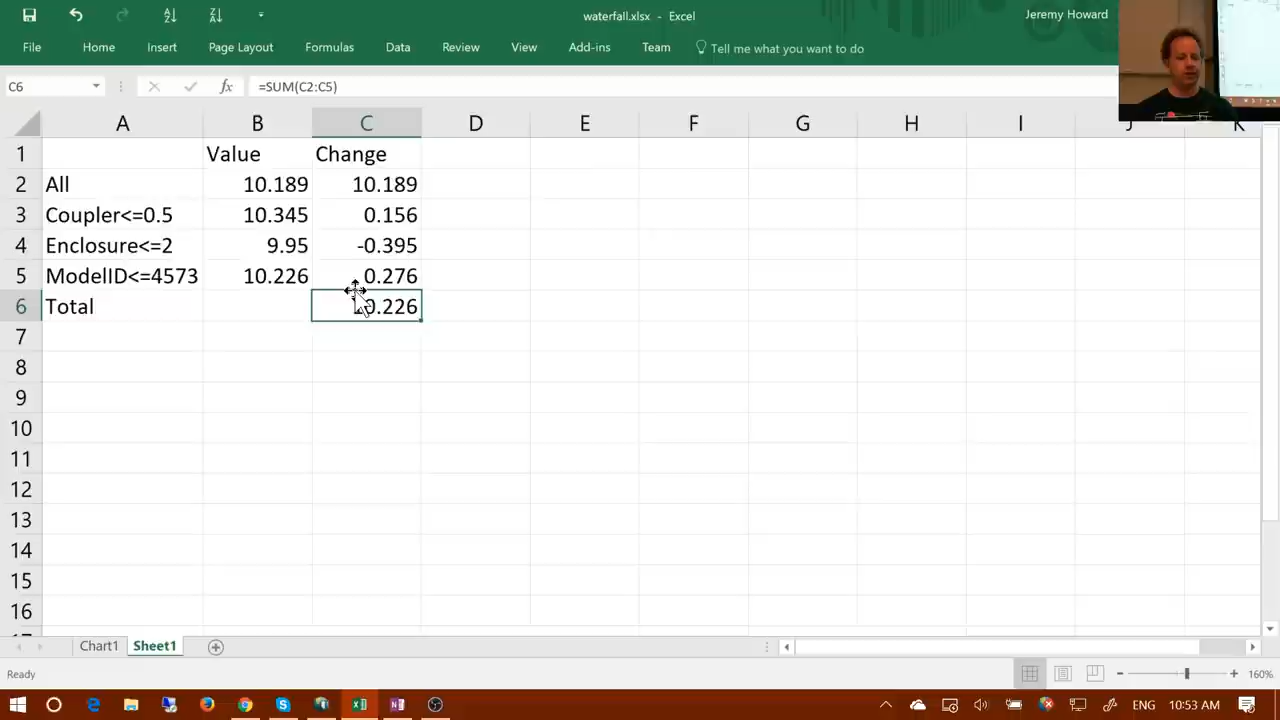 waterfall.xlsx - Excel
Jeremy Howard
File Home Insert Page Layout Formulas Data Review View Add-ins Team Tell me what you want to do
C6 fx =SUM(C2:C5)
A B C D E F G H I J K
1 Value Change
2 All 10.189 10.189
3 Coupler<=0.5 10.345 0.156
4 Enclosure<=2 9.95 -0.395
5 ModelID<=4573 10.226 0.276
6 Total 0.226
7
8
9
10
11
12
13
14
15
16
Chart1 Sheet1
Ready 160%
ENG 10:53 AM